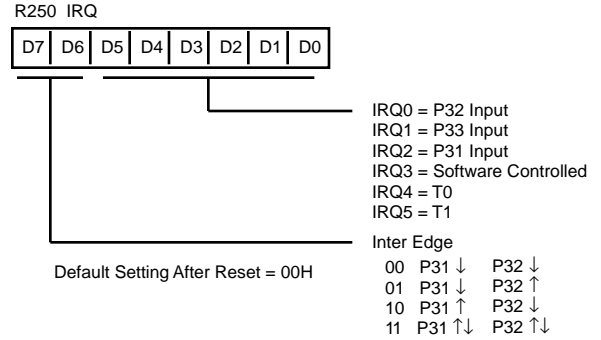 R250 IRQ
D7 D6 D5 D4 D3 D2 D1 D0
IRQ0 = P32 Input
IRQ1 = P33 Input
IRQ2 = P31 Input
IRQ3 = Software Controlled
IRQ4 = T0
IRQ5 = T1
Inter Edge
00 P31 ↓ P32 ↓
01 P31 ↓ P32 ↑
10 P31 ↑ P32 ↓
11 P31 ↑↓ P32 ↑↓
Default Setting After Reset = 00H